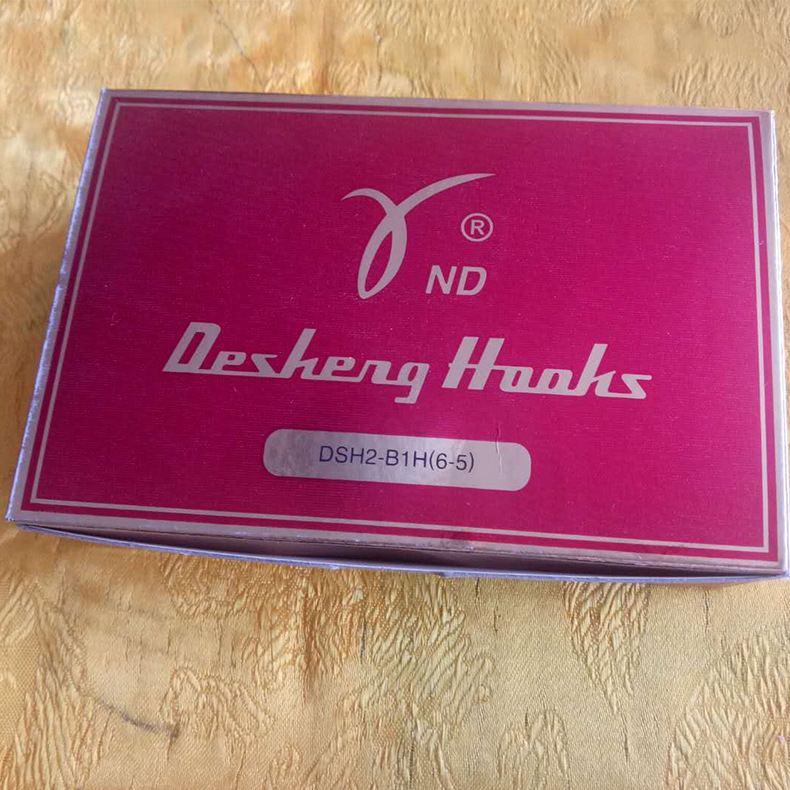 ®
ND
Desheng Hooks
DSH2-B1H(6-5)